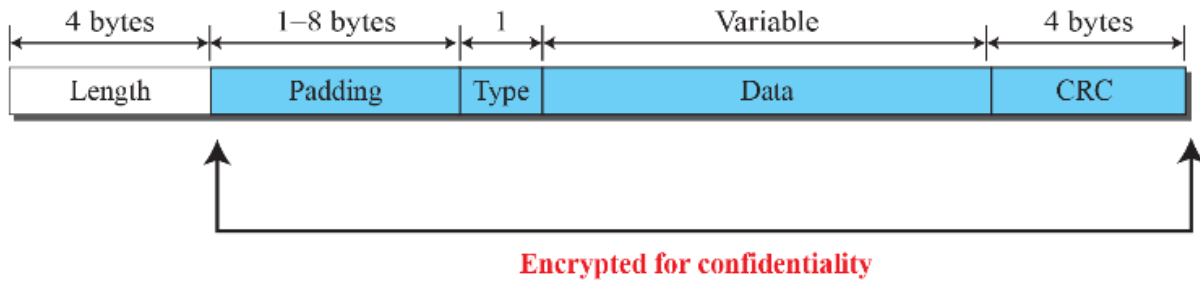 4 bytes 1–8 bytes 1 Variable 4 bytes
Length Padding Type Data CRC
Encrypted for confidentiality